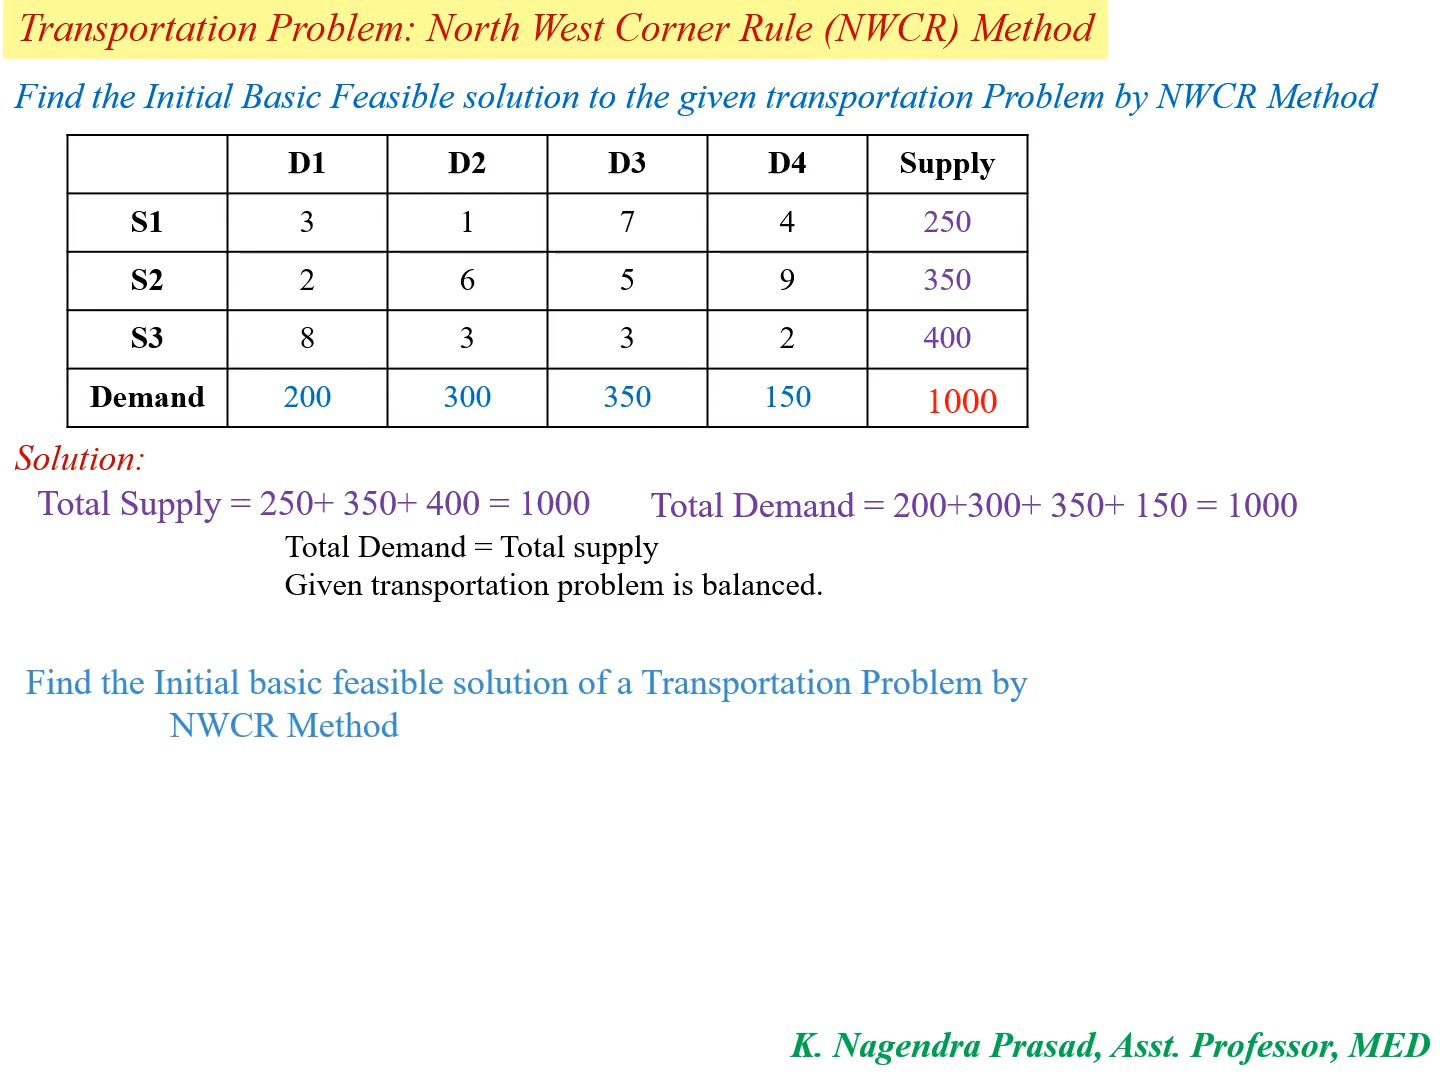 Transportation Problem: North West Corner Rule (NWCR) Method
Find the Initial Basic Feasible solution to the given transportation Problem by NWCR Method
D1 D2 D3 D4 Supply
S1 3 1 7 4 250
S2 2 6 5 9 350
S3 8 3 3 2 400
Demand 200 300 350 150 1000
Solution:
Total Supply = 250+ 350+ 400 = 1000 Total Demand = 200+300+ 350+ 150 = 1000
Total Demand = Total supply
Given transportation problem is balanced.
Find the Initial basic feasible solution of a Transportation Problem by
NWCR Method
K. Nagendra Prasad, Asst. Professor, MED